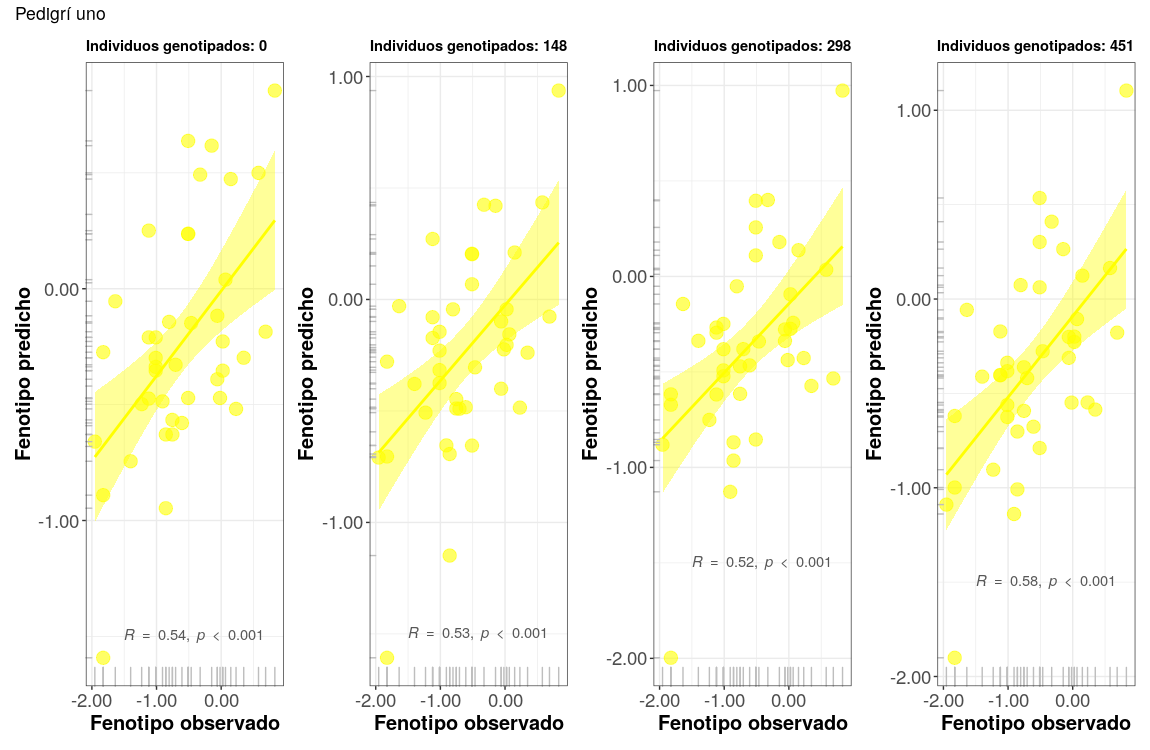 Pedigrí uno
Individuos genotipados: 0
Individuos genotipados: 148
Individuos genotipados: 298
Individuos genotipados: 451
Fenotipo predicho
0.00
-1.00
R = 0.54, p < 0.001
-2.00 -1.00 0.00
Fenotipo observado
Fenotipo predicho
1.00
0.00
-1.00
R = 0.53, p < 0.001
-2.00 -1.00 0.00
Fenotipo observado
Fenotipo predicho
1.00
0.00
-1.00
-2.00
R = 0.52, p < 0.001
-2.00 -1.00 0.00
Fenotipo observado
Fenotipo predicho
1.00
0.00
-1.00
-2.00
R = 0.58, p < 0.001
-2.00 -1.00 0.00
Fenotipo observado